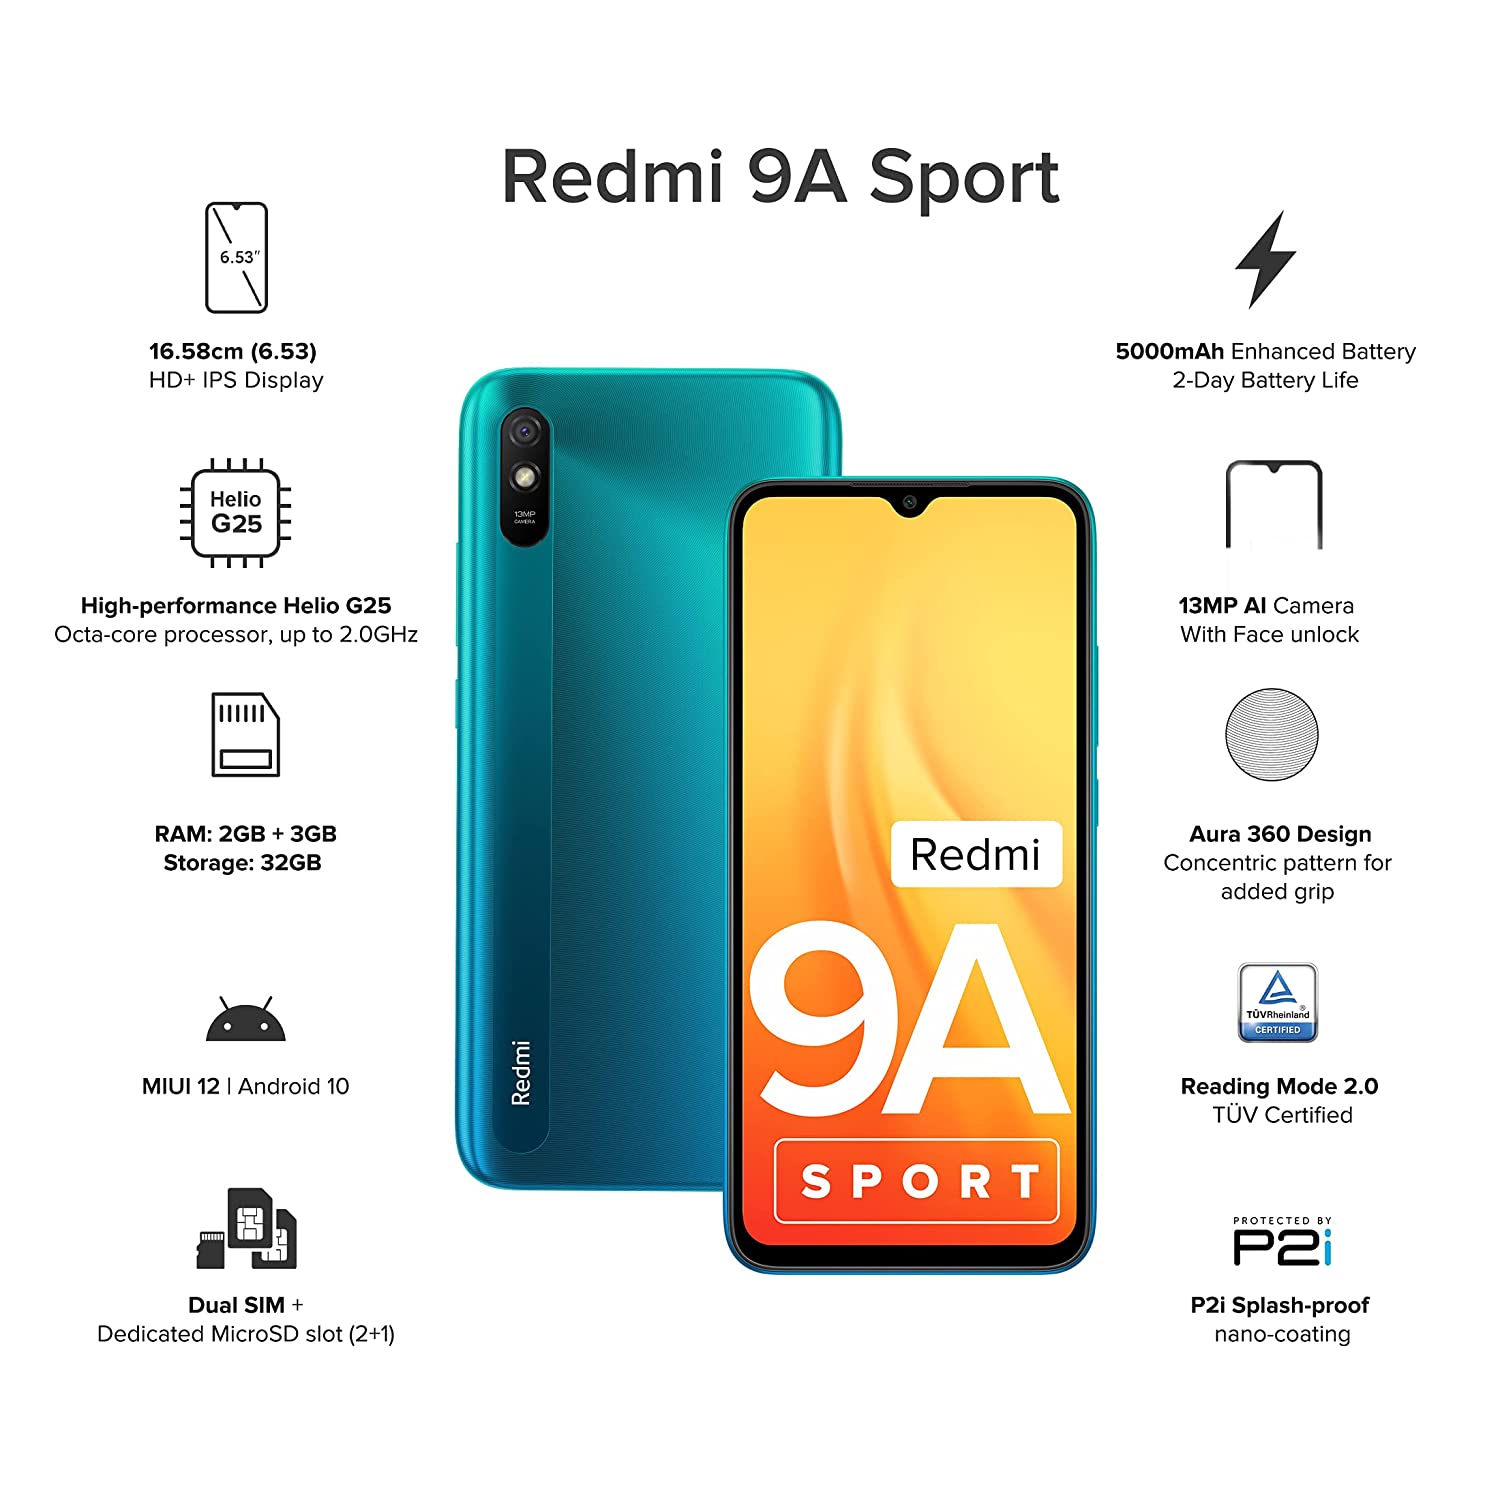 Redmi 9A Sport
6.53"
16.58cm (6.53)
HD+ IPS Display
Helio
G25
High-performance Helio G25
Octa-core processor, up to 2.0GHz
RAM: 2GB + 3GB
Storage: 32GB
MIUI 12 | Android 10
Dual SIM +
Dedicated MicroSD slot (2+1)
13MP
CAMERA
Redmi
Redmi
9A
SPORT
5000mAh Enhanced Battery
2-Day Battery Life
13MP AI Camera
With Face unlock
Aura 360 Design
Concentric pattern for
added grip
TÜVRheinland®
CERTIFIED
Reading Mode 2.0
TÜV Certified
PROTECTED BY
P2i
P2i Splash-proof
nano-coating